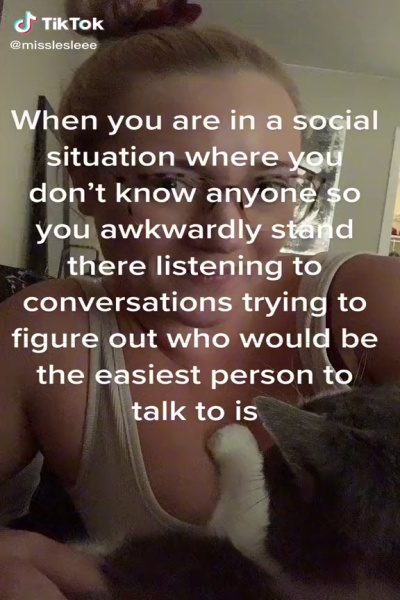 TikTok
@misslesleee
When you are in a social
situation where you
don't know anyone so
you awkwardly stand
there listening to
conversations trying to
figure out who would be
the easiest person to
talk to is